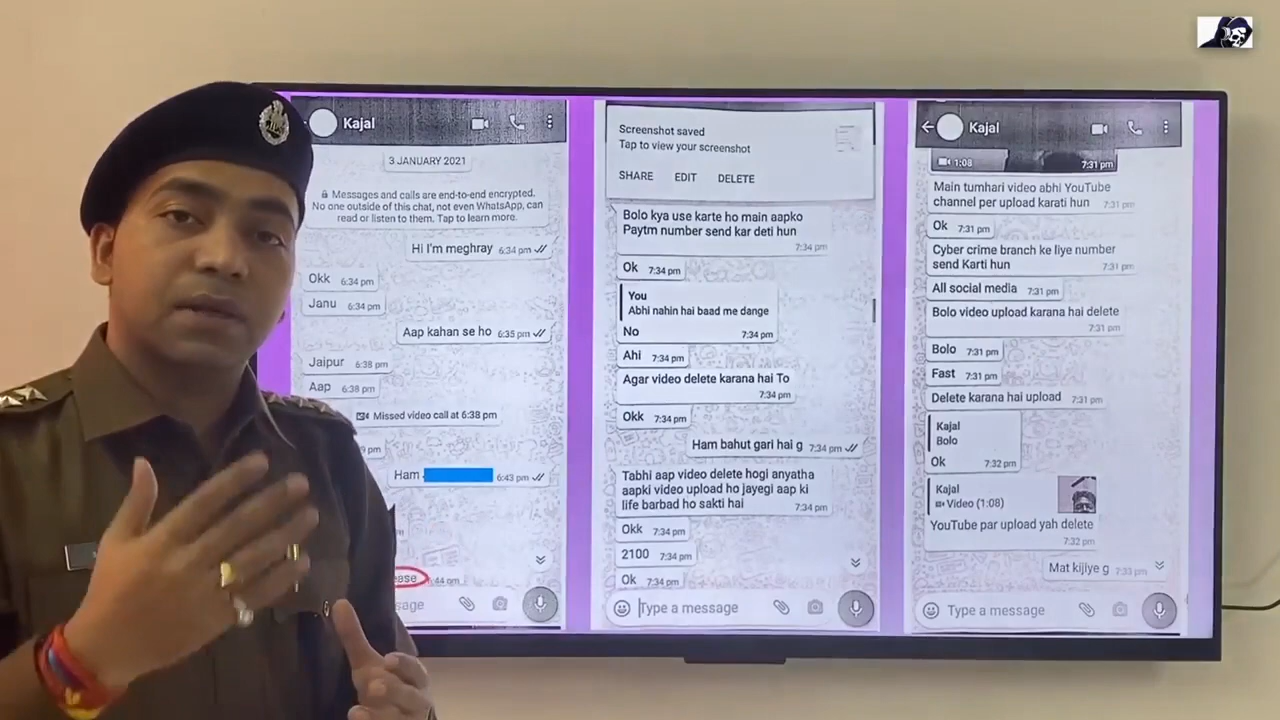 Kajal
3 JANUARY 2021
Messages and calls are end-to-end encrypted.
No one outside of this chat, not even WhatsApp, can
read or listen to them. Tap to learn more.
Hi I'm meghray 6:34 pm
Okk 6:34 pm
Janu 6:34 pm
Aap kahan se ho 6:35 pm
Jaipur 6:38 pm
Aap 6:38 pm
Missed video call at 6:38 pm
pm
Ham 6:43 pm
ease :44 pm
sage
Screenshot saved
Tap to view your screenshot
SHARE EDIT DELETE
Bolo kya use karte ho main aapko
Paytm number send kar deti hun
7:34 pm
Ok 7:34 pm
You
Abhi nahin hai baad me dange
No 7:34 pm
Ahi 7:34 pm
Agar video delete karana hai To
7:34 pm
Okk 7:34 pm
Ham bahut gari hai g 7:34 pm
Tabhi aap video delete hogi anyatha
aapki video upload ho jayegi aap ki
life barbad ho sakti hai 7:34 pm
Okk 7:34 pm
2100 7:34 pm
Ok 7:34 pm
Type a message
Kajal
1:08 7:31 pm
Main tumhari video abhi YouTube
channel per upload karati hun 7:31 pm
Ok 7:31 pm
Cyber crime branch ke liye number
send Karti hun 7:31 pm
All social media 7:31 pm
Bolo video upload karana hai delete
7:31 pm
Bolo 7:31 pm
Fast 7:31 pm
Delete karana hai upload 7:31 pm
Kajal
Bolo
Ok 7:32 pm
Kajal
Video (1:08)
YouTube par upload yah delete
7:32 pm
Mat kijiye g 7:33 pm
Type a message